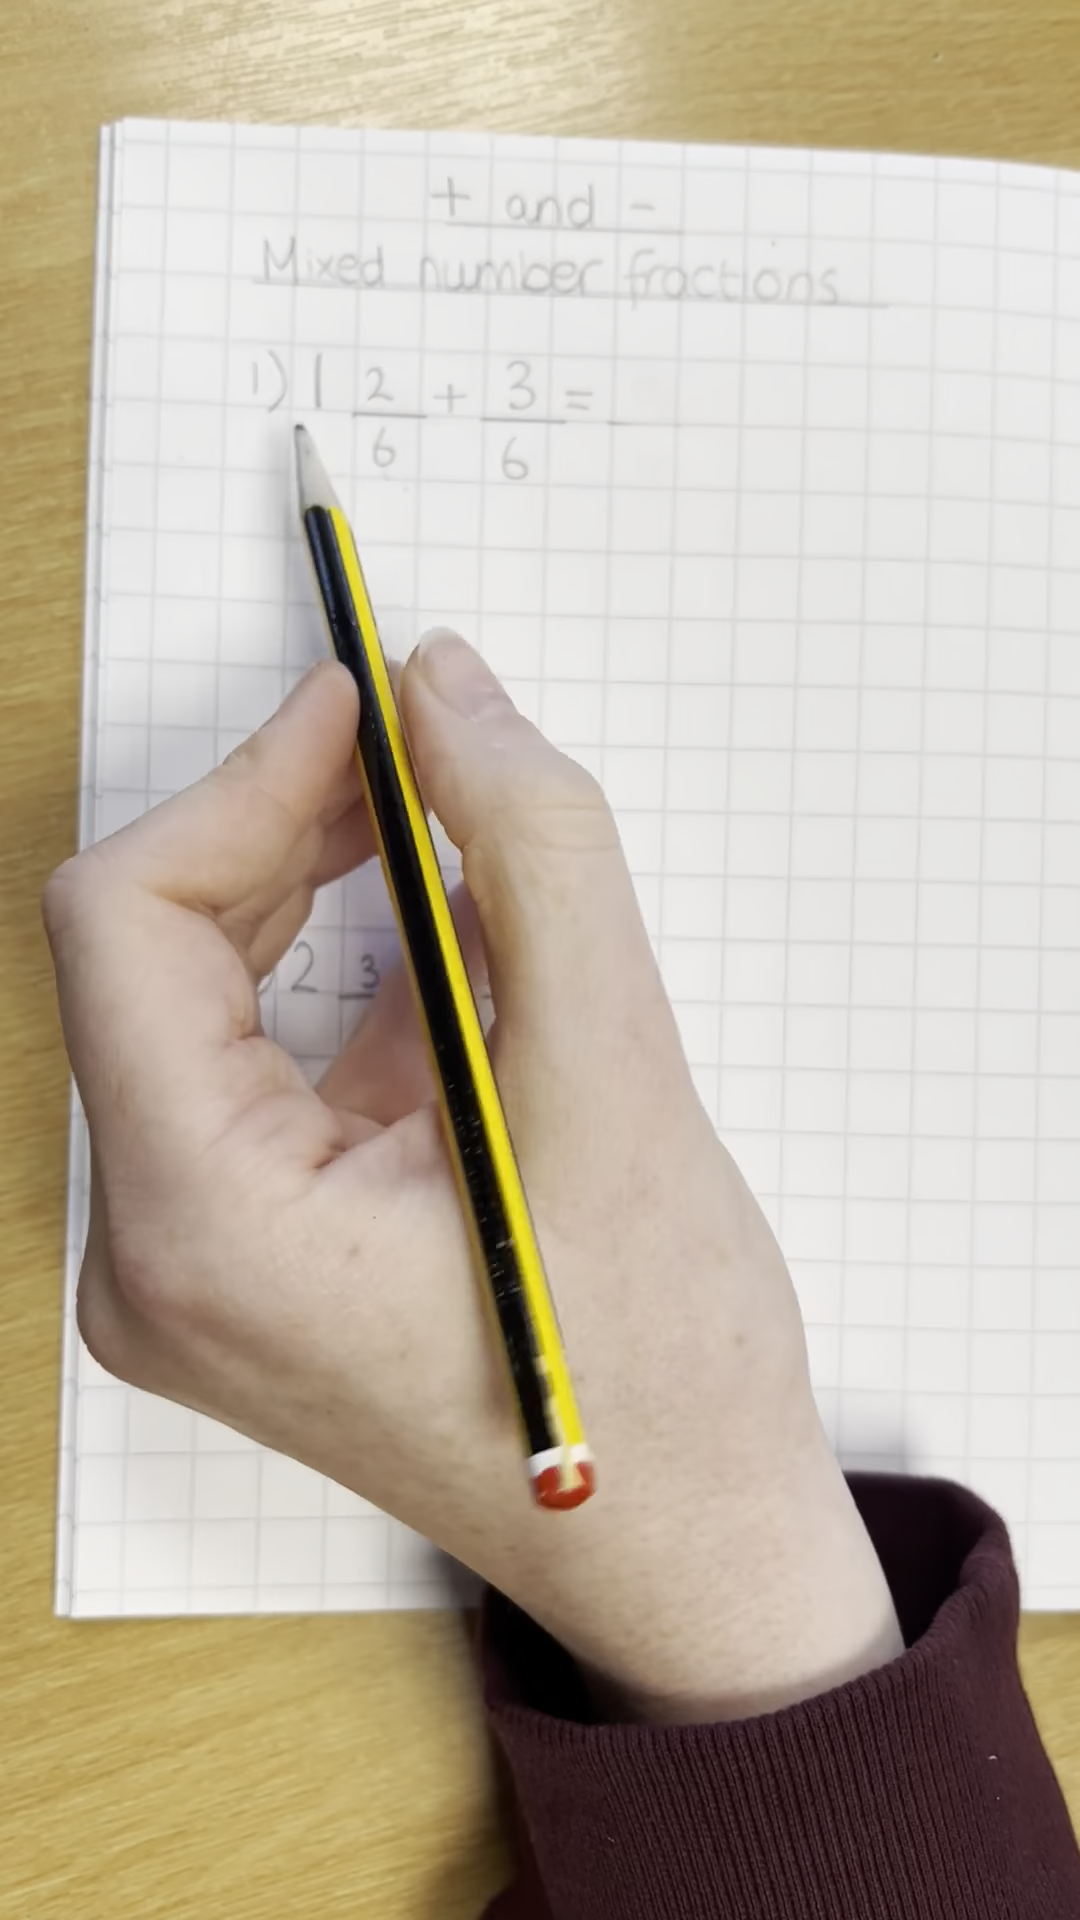 + and -
Mixed number fractions
1) 1 2/6 + 3/6 =
) 2 3